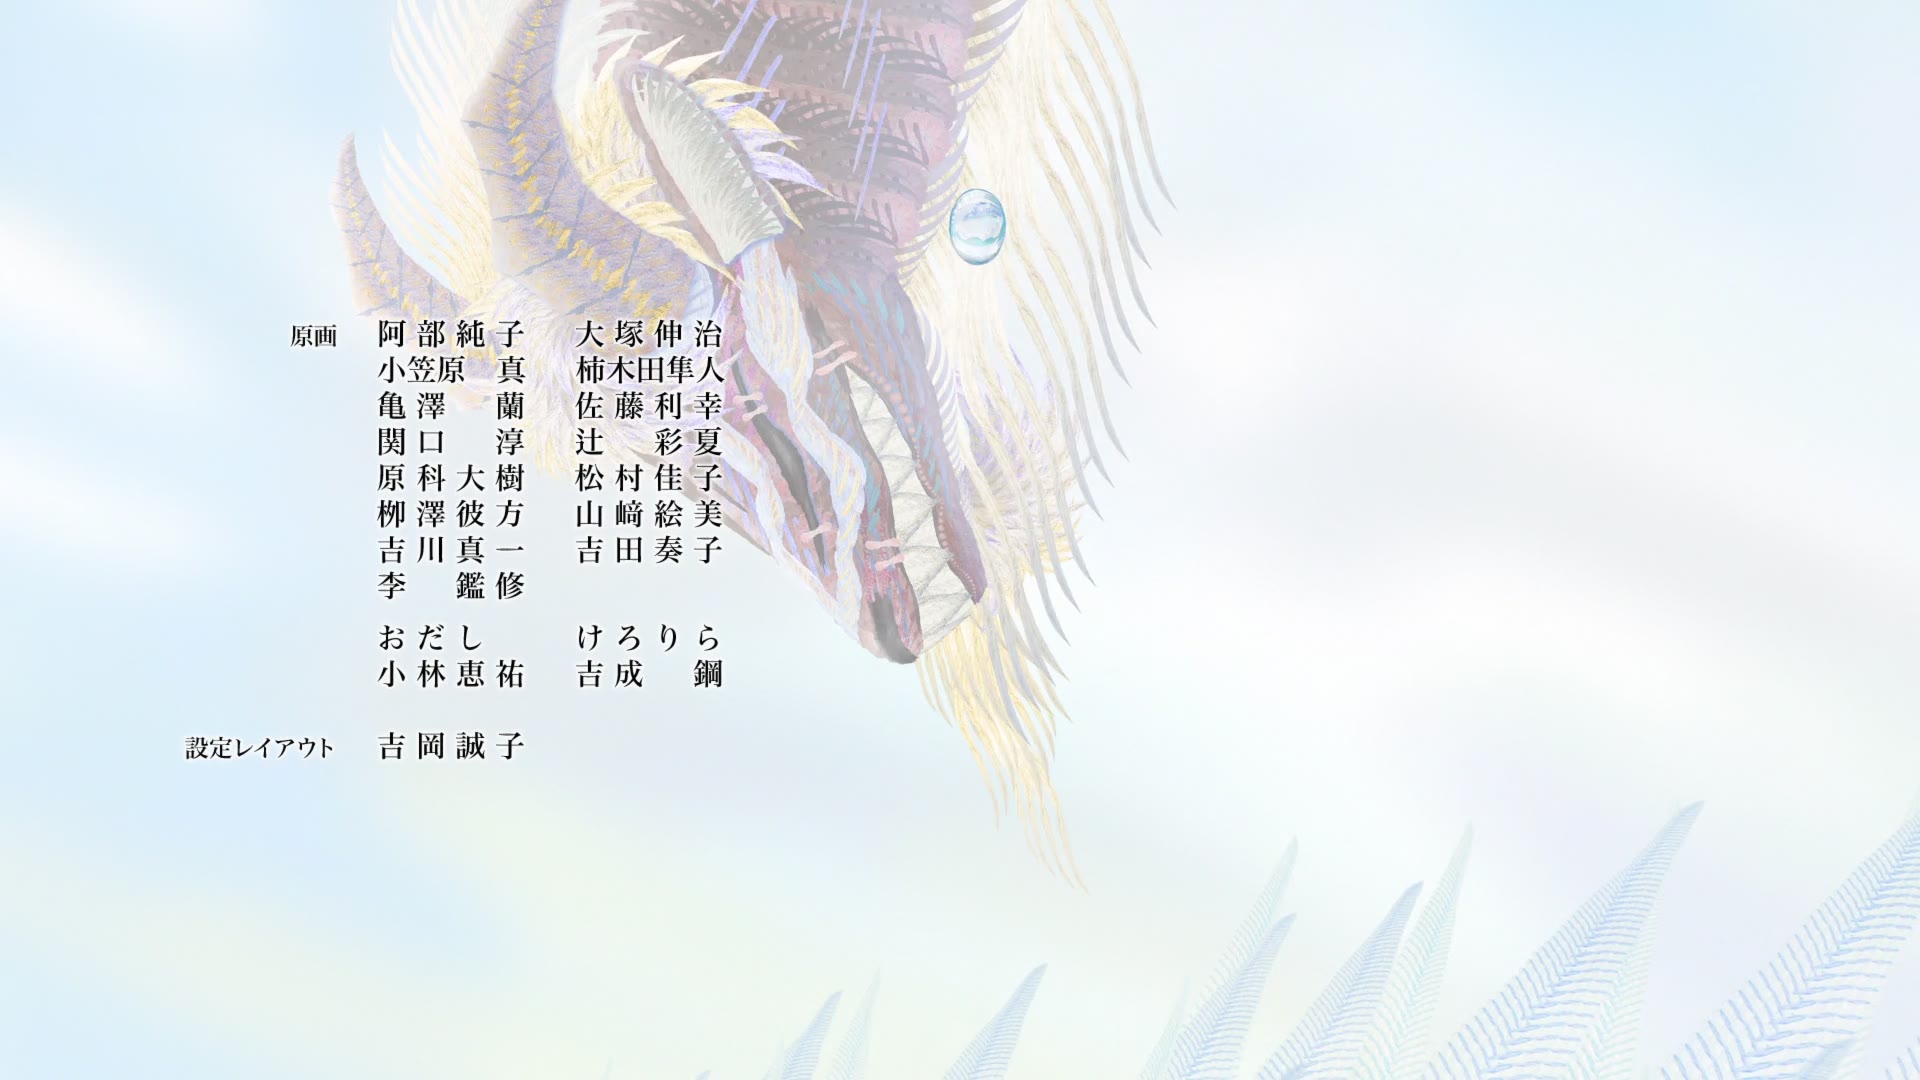 原画 阿部純子 大塚伸治
小笠原 真 柿木田隼人
亀澤 蘭 佐藤利幸
関口 淳 辻 彩夏
原科大樹 松村佳子
栁澤彼方 山﨑絵美
吉川真一 吉田奏子
李 鑑修
おだし けろりら
小林恵祐 吉成 鋼
設定レイアウト 吉岡誠子